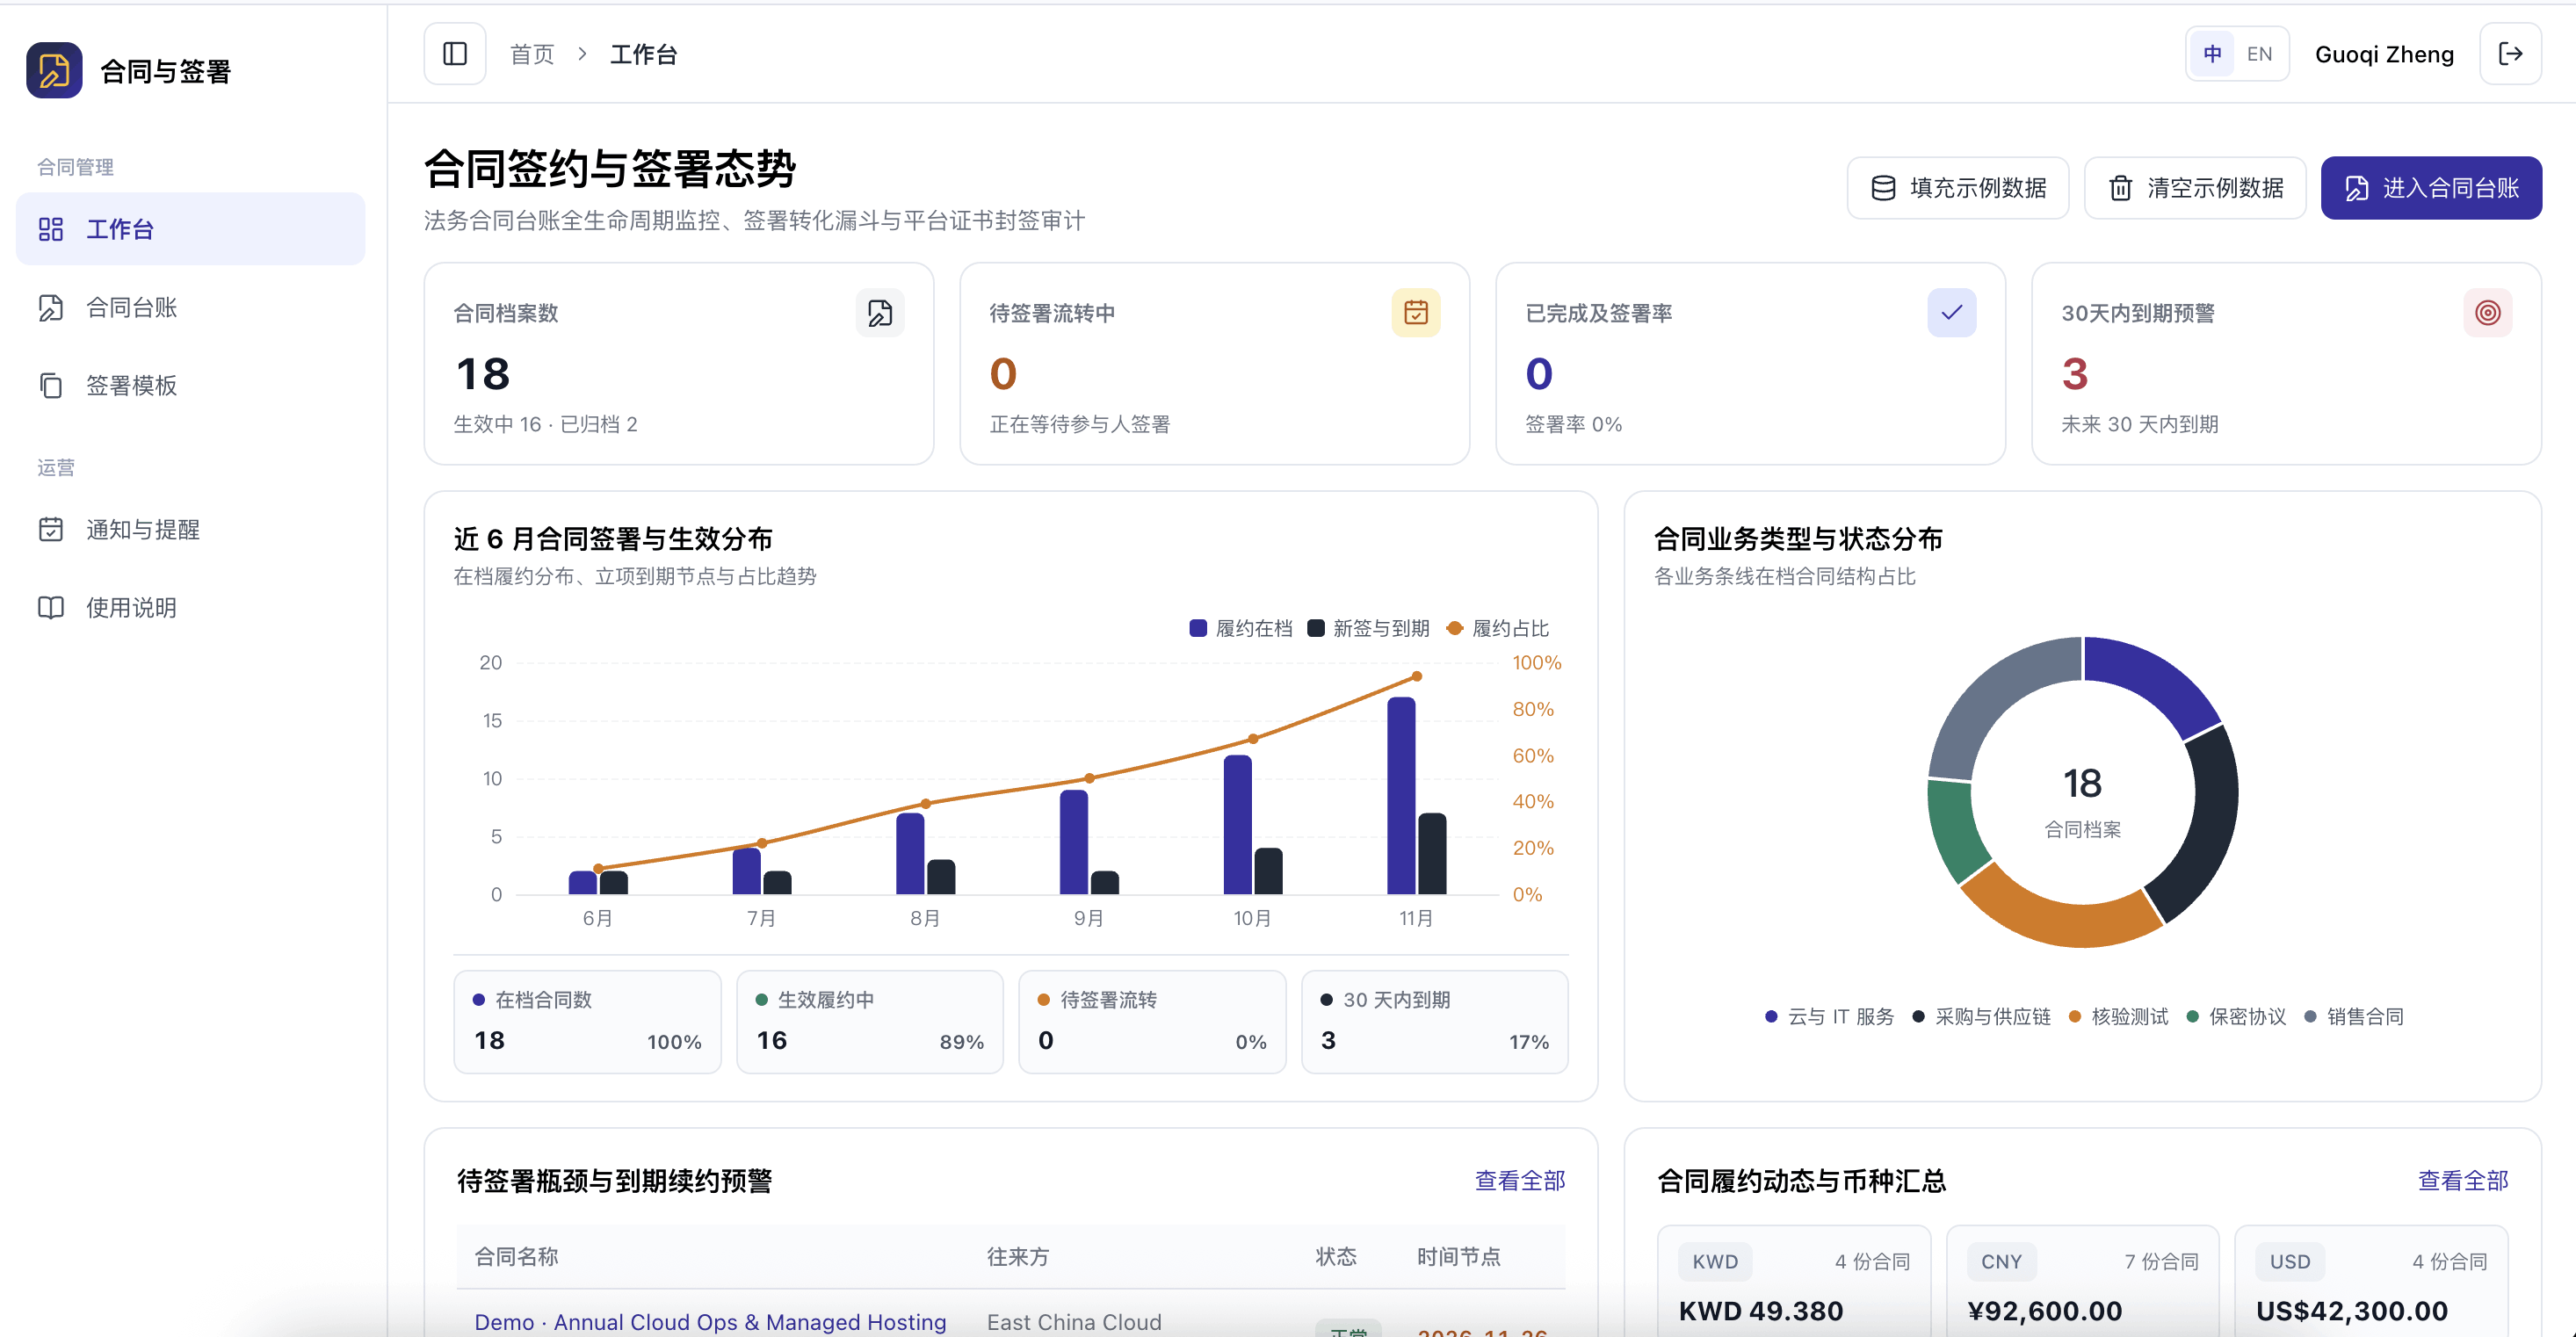 合同与签署
首页 > 工作台
中 EN
Guoqi Zheng
合同管理
工作台
合同台账
签署模板
运营
通知与提醒
使用说明
合同签约与签署态势
法务合同台账全生命周期监控、签署转化漏斗与平台证书封签审计
填充示例数据
清空示例数据
进入合同台账
合同档案数
18
生效中 16 · 已归档 2
待签署流转中
0
正在等待参与人签署
已完成及签署率
0
签署率 0%
30天内到期预警
3
未来 30 天内到期
近 6 月合同签署与生效分布
在档履约分布、立项到期节点与占比趋势
履约在档 新签与到期 履约占比
20
15
10
5
0
100%
80%
60%
40%
20%
0%
6月 7月 8月 9月 10月 11月
在档合同数
18 100%
生效履约中
16 89%
待签署流转
0 0%
30 天内到期
3 17%
合同业务类型与状态分布
各业务条线在档合同结构占比
18
合同档案
云与 IT 服务 采购与供应链 核验测试 保密协议 销售合同
待签署瓶颈与到期续约预警
查看全部
合同名称 往来方 状态 时间节点
Demo · Annual Cloud Ops & Managed Hosting East China Cloud 正常 2026-11-26
合同履约动态与币种汇总
查看全部
KWD 4 份合同
KWD 49.380
CNY 7 份合同
¥92,600.00
USD 4 份合同
US$42,300.00